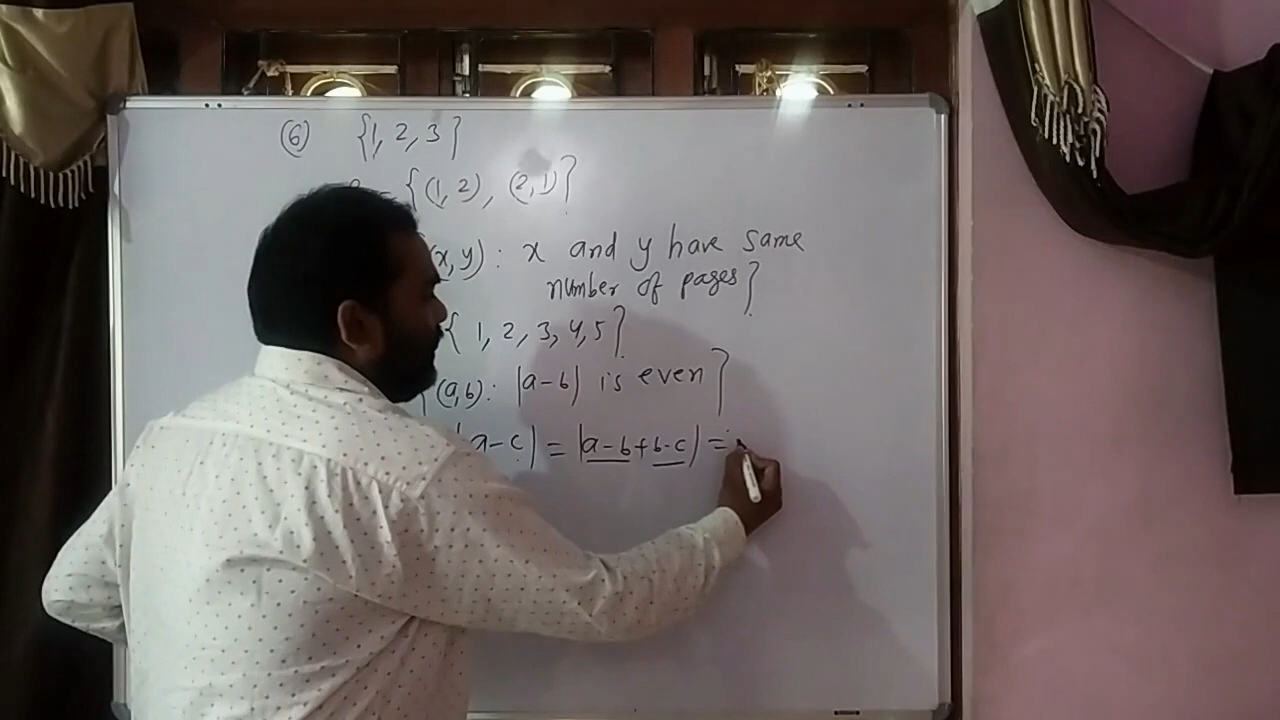 (6) {1, 2, 3}
= {(1, 2), (2, 1)}
(x, y) : x and y have same
number of pages}
{ 1, 2, 3, 4, 5}
{(a, b) : |a - b| is even}
|a - c| = |a - b + b - c| =